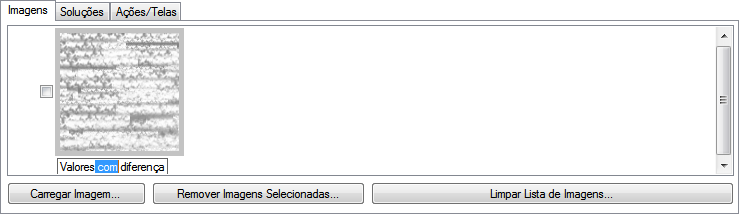 Imagens
Soluções
Ações/Telas
Valores com diferença
Carregar Imagem...
Remover Imagens Selecionadas...
Limpar Lista de Imagens...